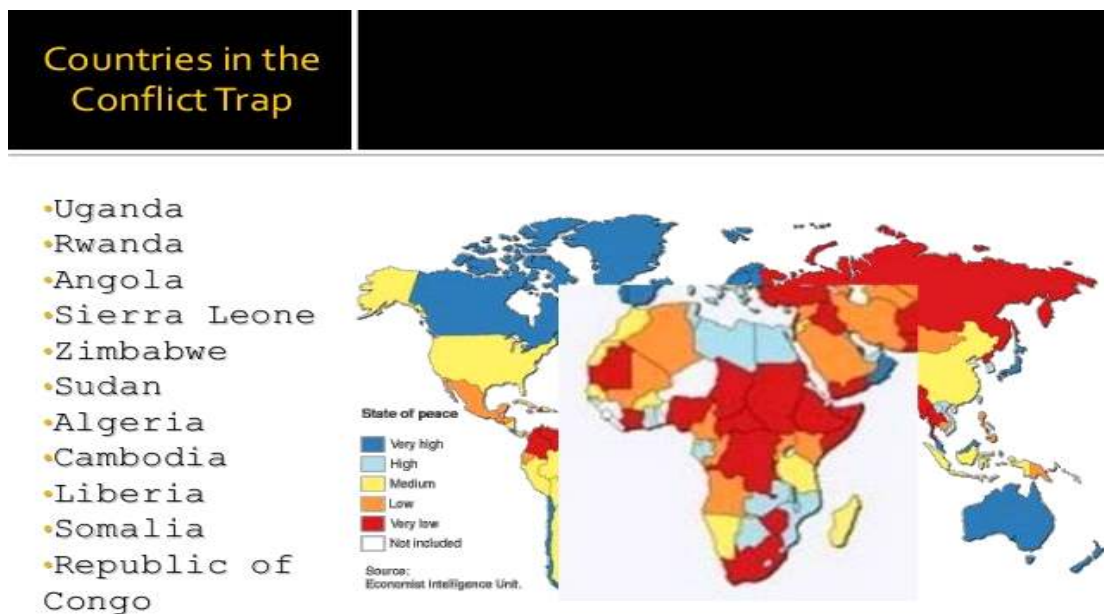 Countries in the
Conflict Trap
•Uganda
•Rwanda
•Angola
•Sierra Leone
•Zimbabwe
•Sudan
•Algeria
•Cambodia
•Liberia
•Somalia
•Republic of
Congo
State of peace
Very high
High
Medium
Low
Very low
Not included
Source:
Economist Intelligence Unit.